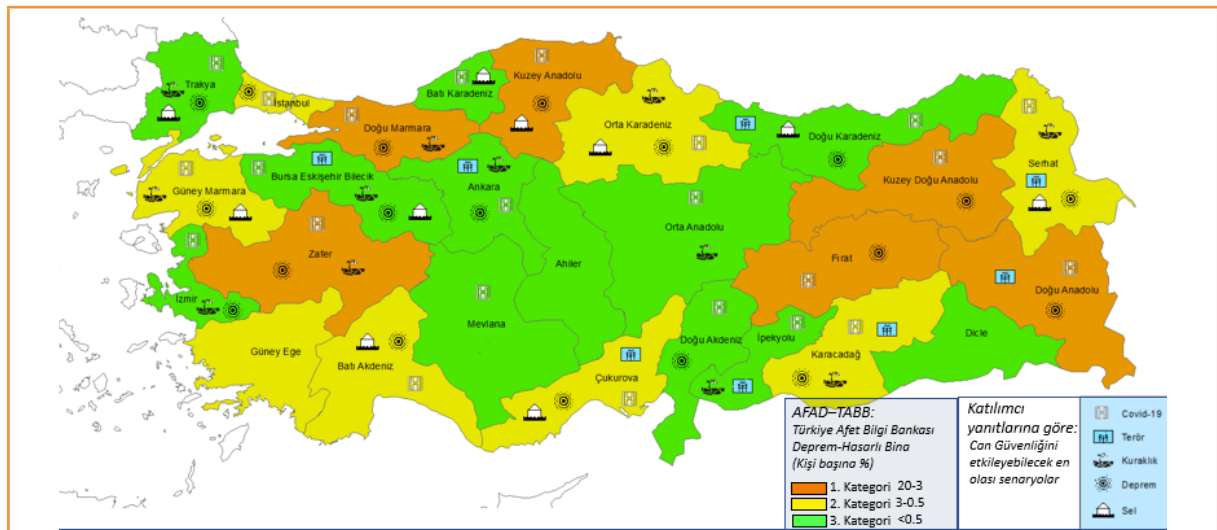 Trakya
İstanbul
Batı Karadeniz
Kuzey Anadolu
Doğu Marmara
Orta Karadeniz
Doğu Karadeniz
Serhat
Güney Marmara
Bursa Eskişehir Bilecik
Ankara
Kuzey Doğu Anadolu
Zafer
Orta Anadolu
Fırat
Ahiler
Doğu Anadolu
İzmir
Mevlana
Doğu Akdeniz
İpekyolu
Dicle
Güney Ege
Batı Akdeniz
Karacadağ
Çukurova
AFAD–TABB:
Türkiye Afet Bilgi Bankası
Deprem-Hasarlı Bina
(Kişi başına %)
1. Kategori 20-3
2. Kategori 3-0.5
3. Kategori <0.5
Katılımcı
yanıtlarına göre:
Can Güvenliğini
etkileyebilecek en
olası senaryolar
Covid-19
Terör
Kuraklık
Deprem
Sel